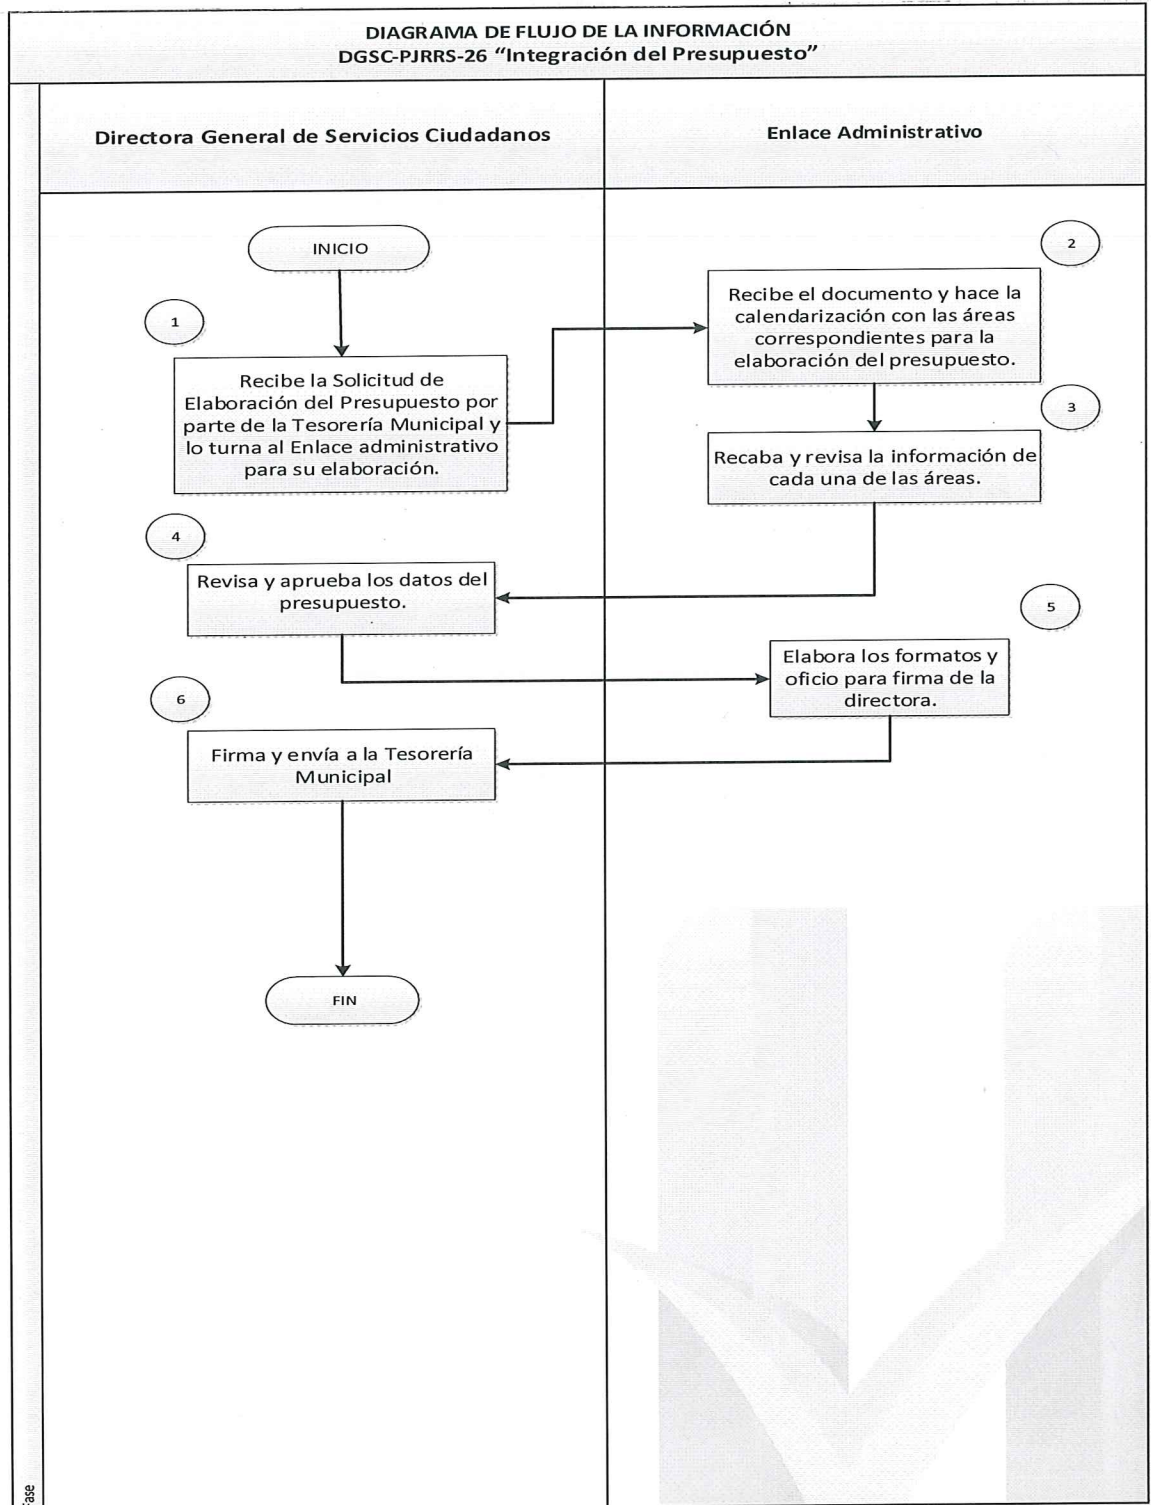 DIAGRAMA DE FLUJO DE LA INFORMACIÓN
DGSC-PJRRS-26 “Integración del Presupuesto”
Directora General de Servicios Ciudadanos
Enlace Administrativo
INICIO
1
Recibe la Solicitud de
Elaboración del Presupuesto por
parte de la Tesorería Municipal y
lo turna al Enlace administrativo
para su elaboración.
2
Recibe el documento y hace la
calendarización con las áreas
correspondientes para la
elaboración del presupuesto.
3
Recaba y revisa la información de
cada una de las áreas.
4
Revisa y aprueba los datos del
presupuesto.
5
Elabora los formatos y
oficio para firma de la
directora.
6
Firma y envía a la Tesorería
Municipal
FIN
Fase